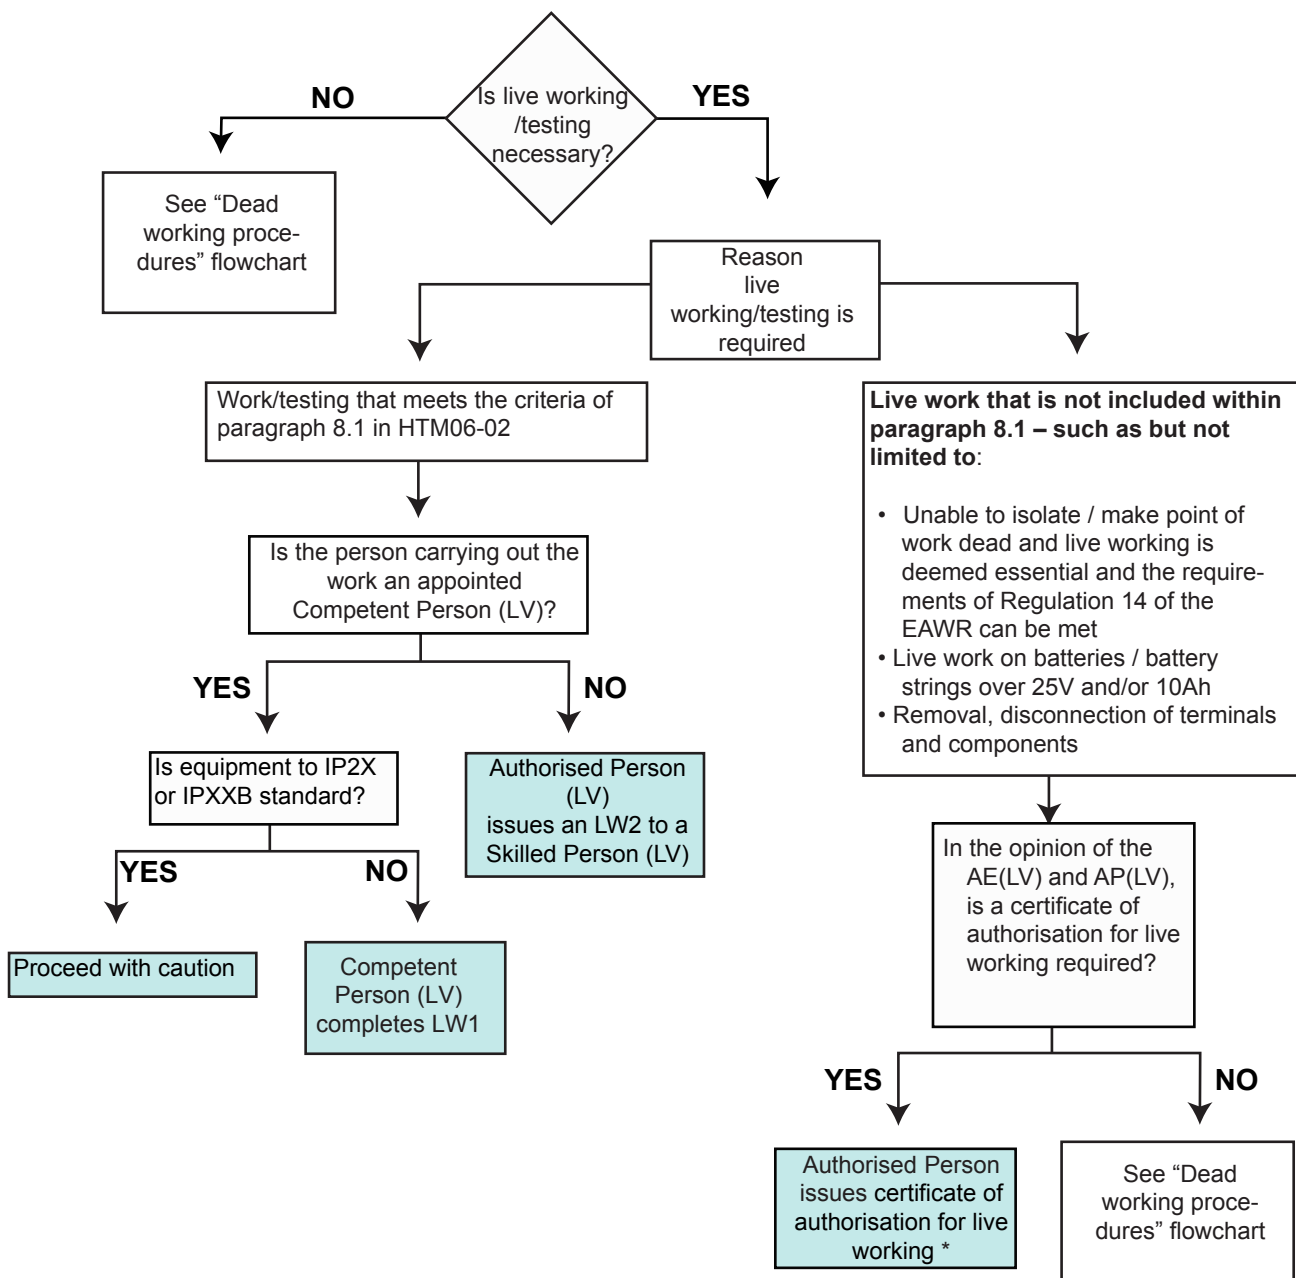 Is live working
/testing
necessary?
NO
YES
See “Dead
working proce-
dures” flowchart
Reason
live
working/testing is
required
Work/testing that meets the criteria of
paragraph 8.1 in HTM06-02
Live work that is not included within
paragraph 8.1 – such as but not
limited to:
• Unable to isolate / make point of
work dead and live working is
deemed essential and the require-
ments of Regulation 14 of the
EAWR can be met
• Live work on batteries / battery
strings over 25V and/or 10Ah
• Removal, disconnection of terminals
and components
Is the person carrying out the
work an appointed
Competent Person (LV)?
YES
NO
Is equipment to IP2X
or IPXXB standard?
Authorised Person
(LV)
issues an LW2 to a
Skilled Person (LV)
YES
NO
Proceed with caution
Competent
Person (LV)
completes LW1
In the opinion of the
AE(LV) and AP(LV),
is a certificate of
authorisation for live
working required?
YES
NO
Authorised Person
issues certificate of
authorisation for live
working *
See “Dead
working proce-
dures” flowchart